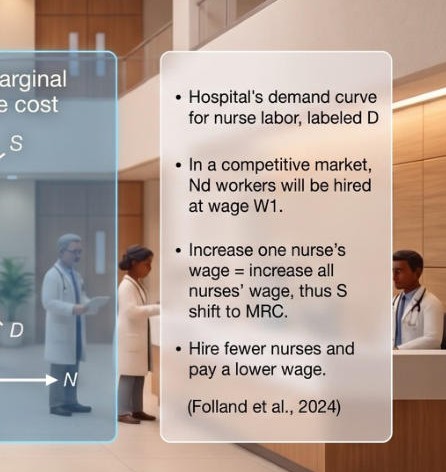 arginal
e cost
S
D
N
• Hospital's demand curve
for nurse labor, labeled D
• In a competitive market,
Nd workers will be hired
at wage W1.
• Increase one nurse's
wage = increase all
nurses' wage, thus S
shift to MRC.
• Hire fewer nurses and
pay a lower wage.
(Folland et al., 2024)